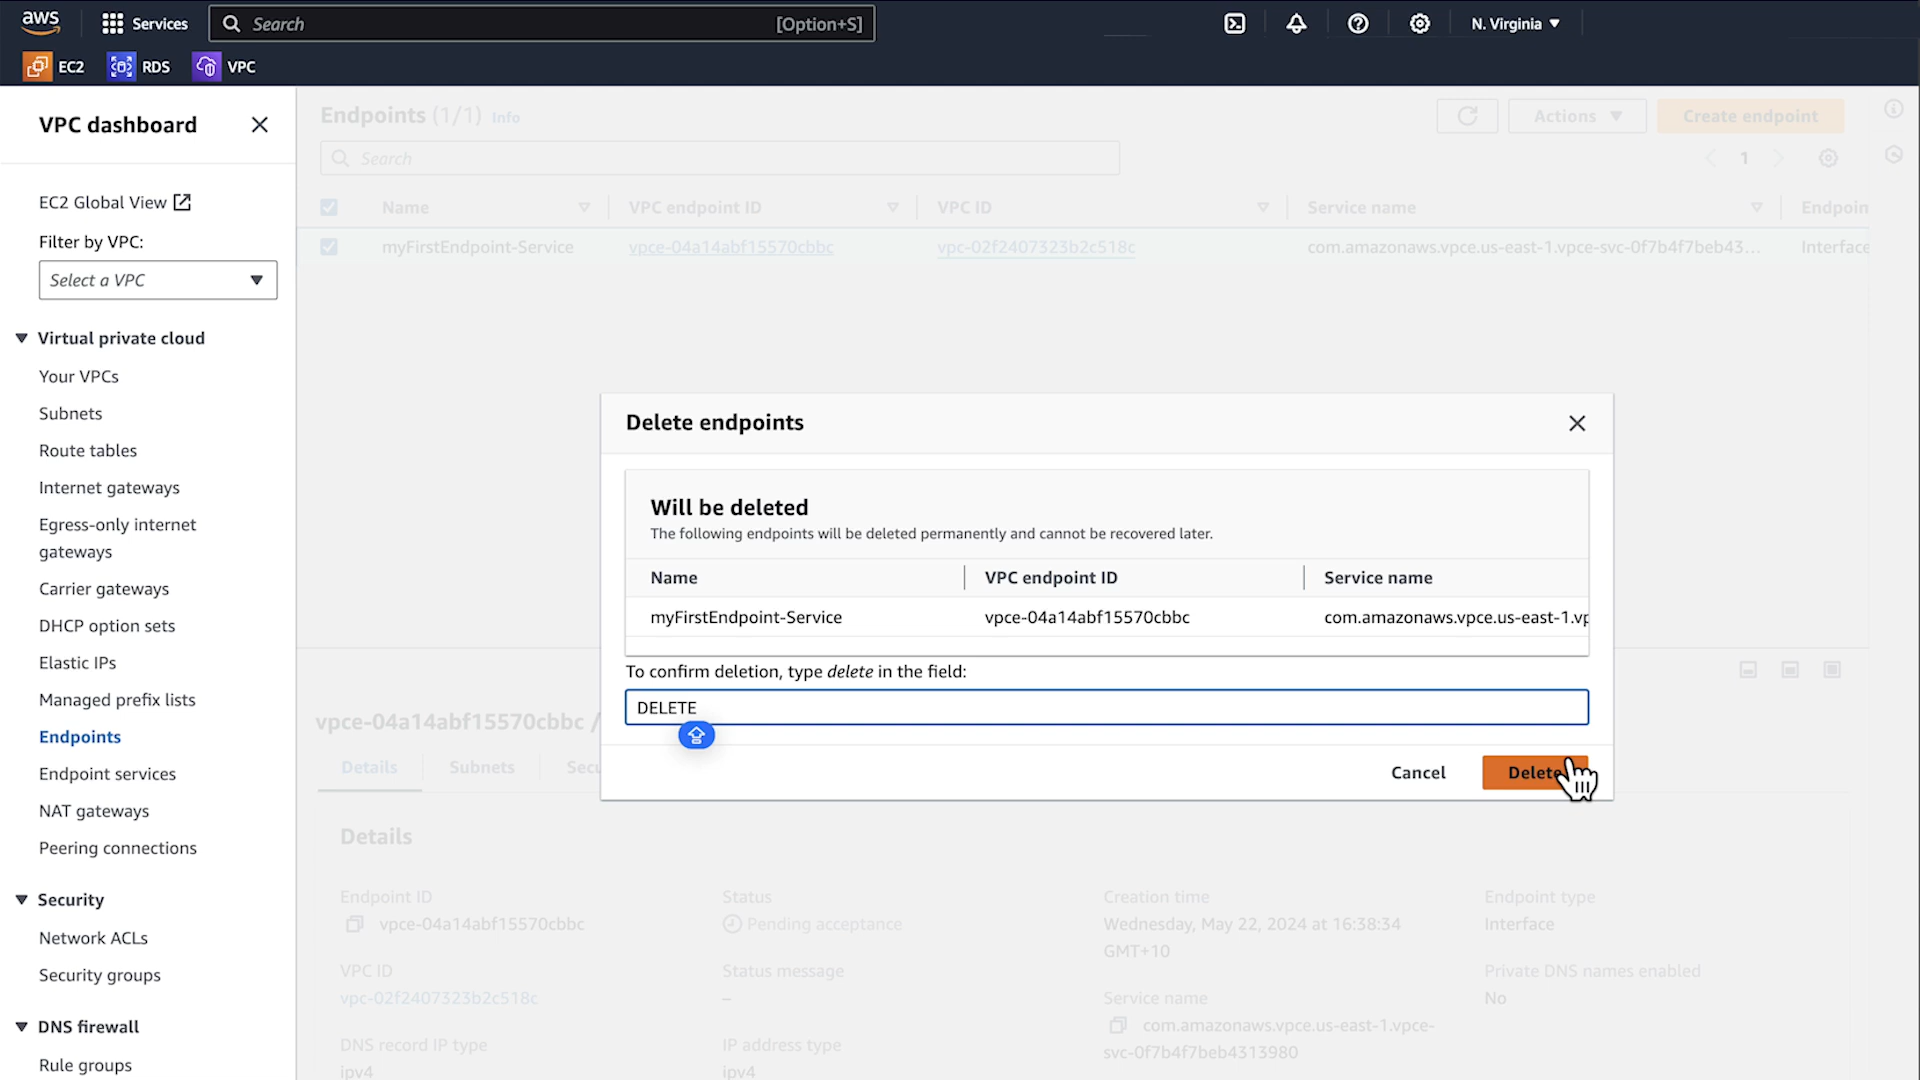 aws
Services
Search
[Option+S]
N. Virginia
EC2
RDS
VPC
VPC dashboard
EC2 Global View
Filter by VPC:
Select a VPC
Virtual private cloud
Your VPCs
Subnets
Route tables
Internet gateways
Egress-only internet
gateways
Carrier gateways
DHCP option sets
Elastic IPs
Managed prefix lists
Endpoints
Endpoint services
NAT gateways
Peering connections
Security
Network ACLs
Security groups
DNS firewall
Rule groups
Endpoints (1/1) Info
Actions
Create endpoint
Search
1
Name
VPC endpoint ID
VPC ID
Service name
Endpoin
myFirstEndpoint-Service
vpce-04a14abf15570cbbc
vpc-02f2407323b2c518c
com.amazonaws.vpce.us-east-1.vpce-svc-0f7b4f7beb43...
Interface
Delete endpoints
Will be deleted
The following endpoints will be deleted permanently and cannot be recovered later.
Name
VPC endpoint ID
Service name
myFirstEndpoint-Service
vpce-04a14abf15570cbbc
com.amazonaws.vpce.us-east-1.vp
To confirm deletion, type delete in the field:
DELETE
Cancel
Delete
vpce-04a14abf15570cbbc /
Details
Subnets
Secu
Details
Endpoint ID
vpce-04a14abf15570cbbc
Status
Pending acceptance
Creation time
Wednesday, May 22, 2024 at 16:38:34
GMT+10
Endpoint type
Interface
VPC ID
vpc-02f2407323b2c518c
Status message
–
Service name
com.amazonaws.vpce.us-east-1.vpce-
svc-0f7b4f7beb4313980
Private DNS names enabled
No
DNS record IP type
ipv4
IP address type
ipv4